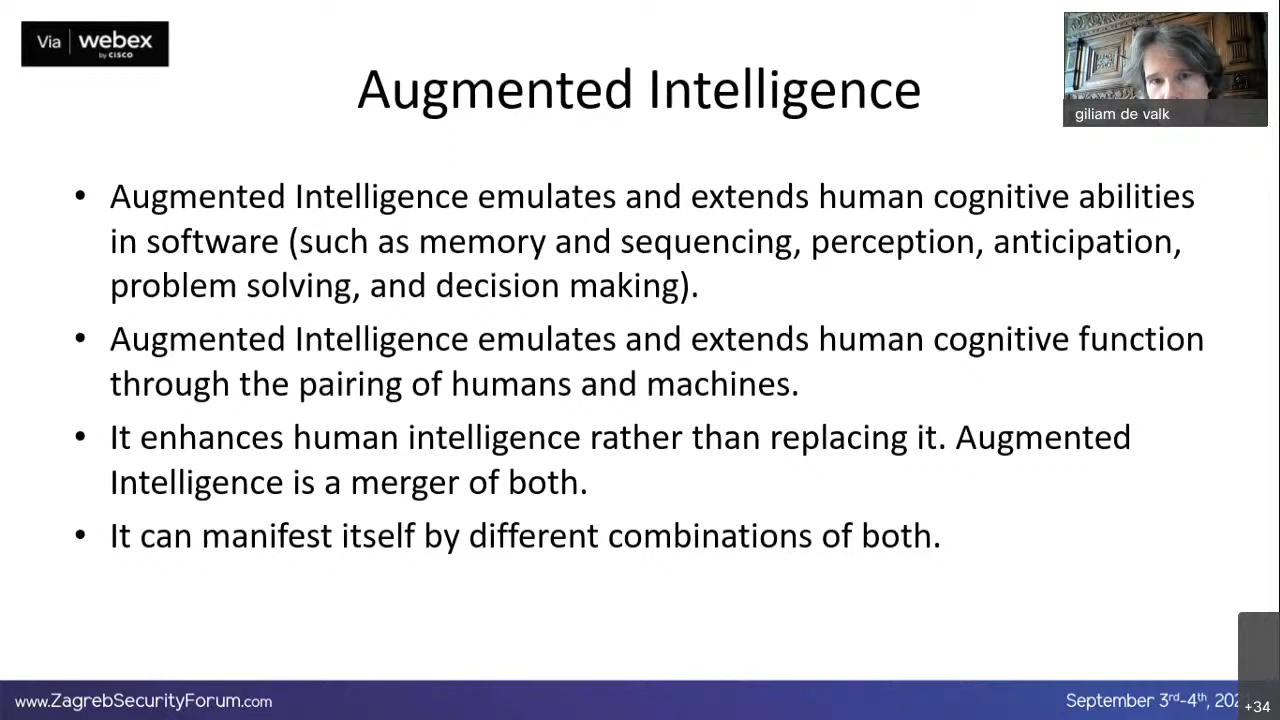 Via | webex
by CISCO
giliam de valk
Augmented Intelligence
• Augmented Intelligence emulates and extends human cognitive abilities
in software (such as memory and sequencing, perception, anticipation,
problem solving, and decision making).
• Augmented Intelligence emulates and extends human cognitive function
through the pairing of humans and machines.
• It enhances human intelligence rather than replacing it. Augmented
Intelligence is a merger of both.
• It can manifest itself by different combinations of both.
www.ZagrebSecurityForum.com
September 3rd-4th,
+34